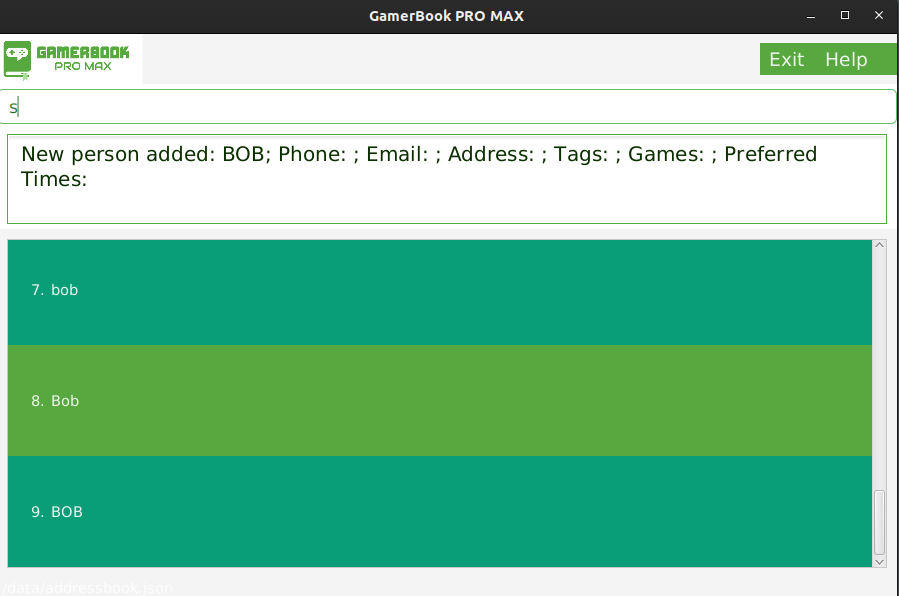 GamerBook PRO MAX
GAMERBOOK
PRO MAX
Exit Help
s
New person added: BOB; Phone: ; Email: ; Address: ; Tags: ; Games: ; Preferred
Times:
7. bob
8. Bob
9. BOB
/data/addressbook.json